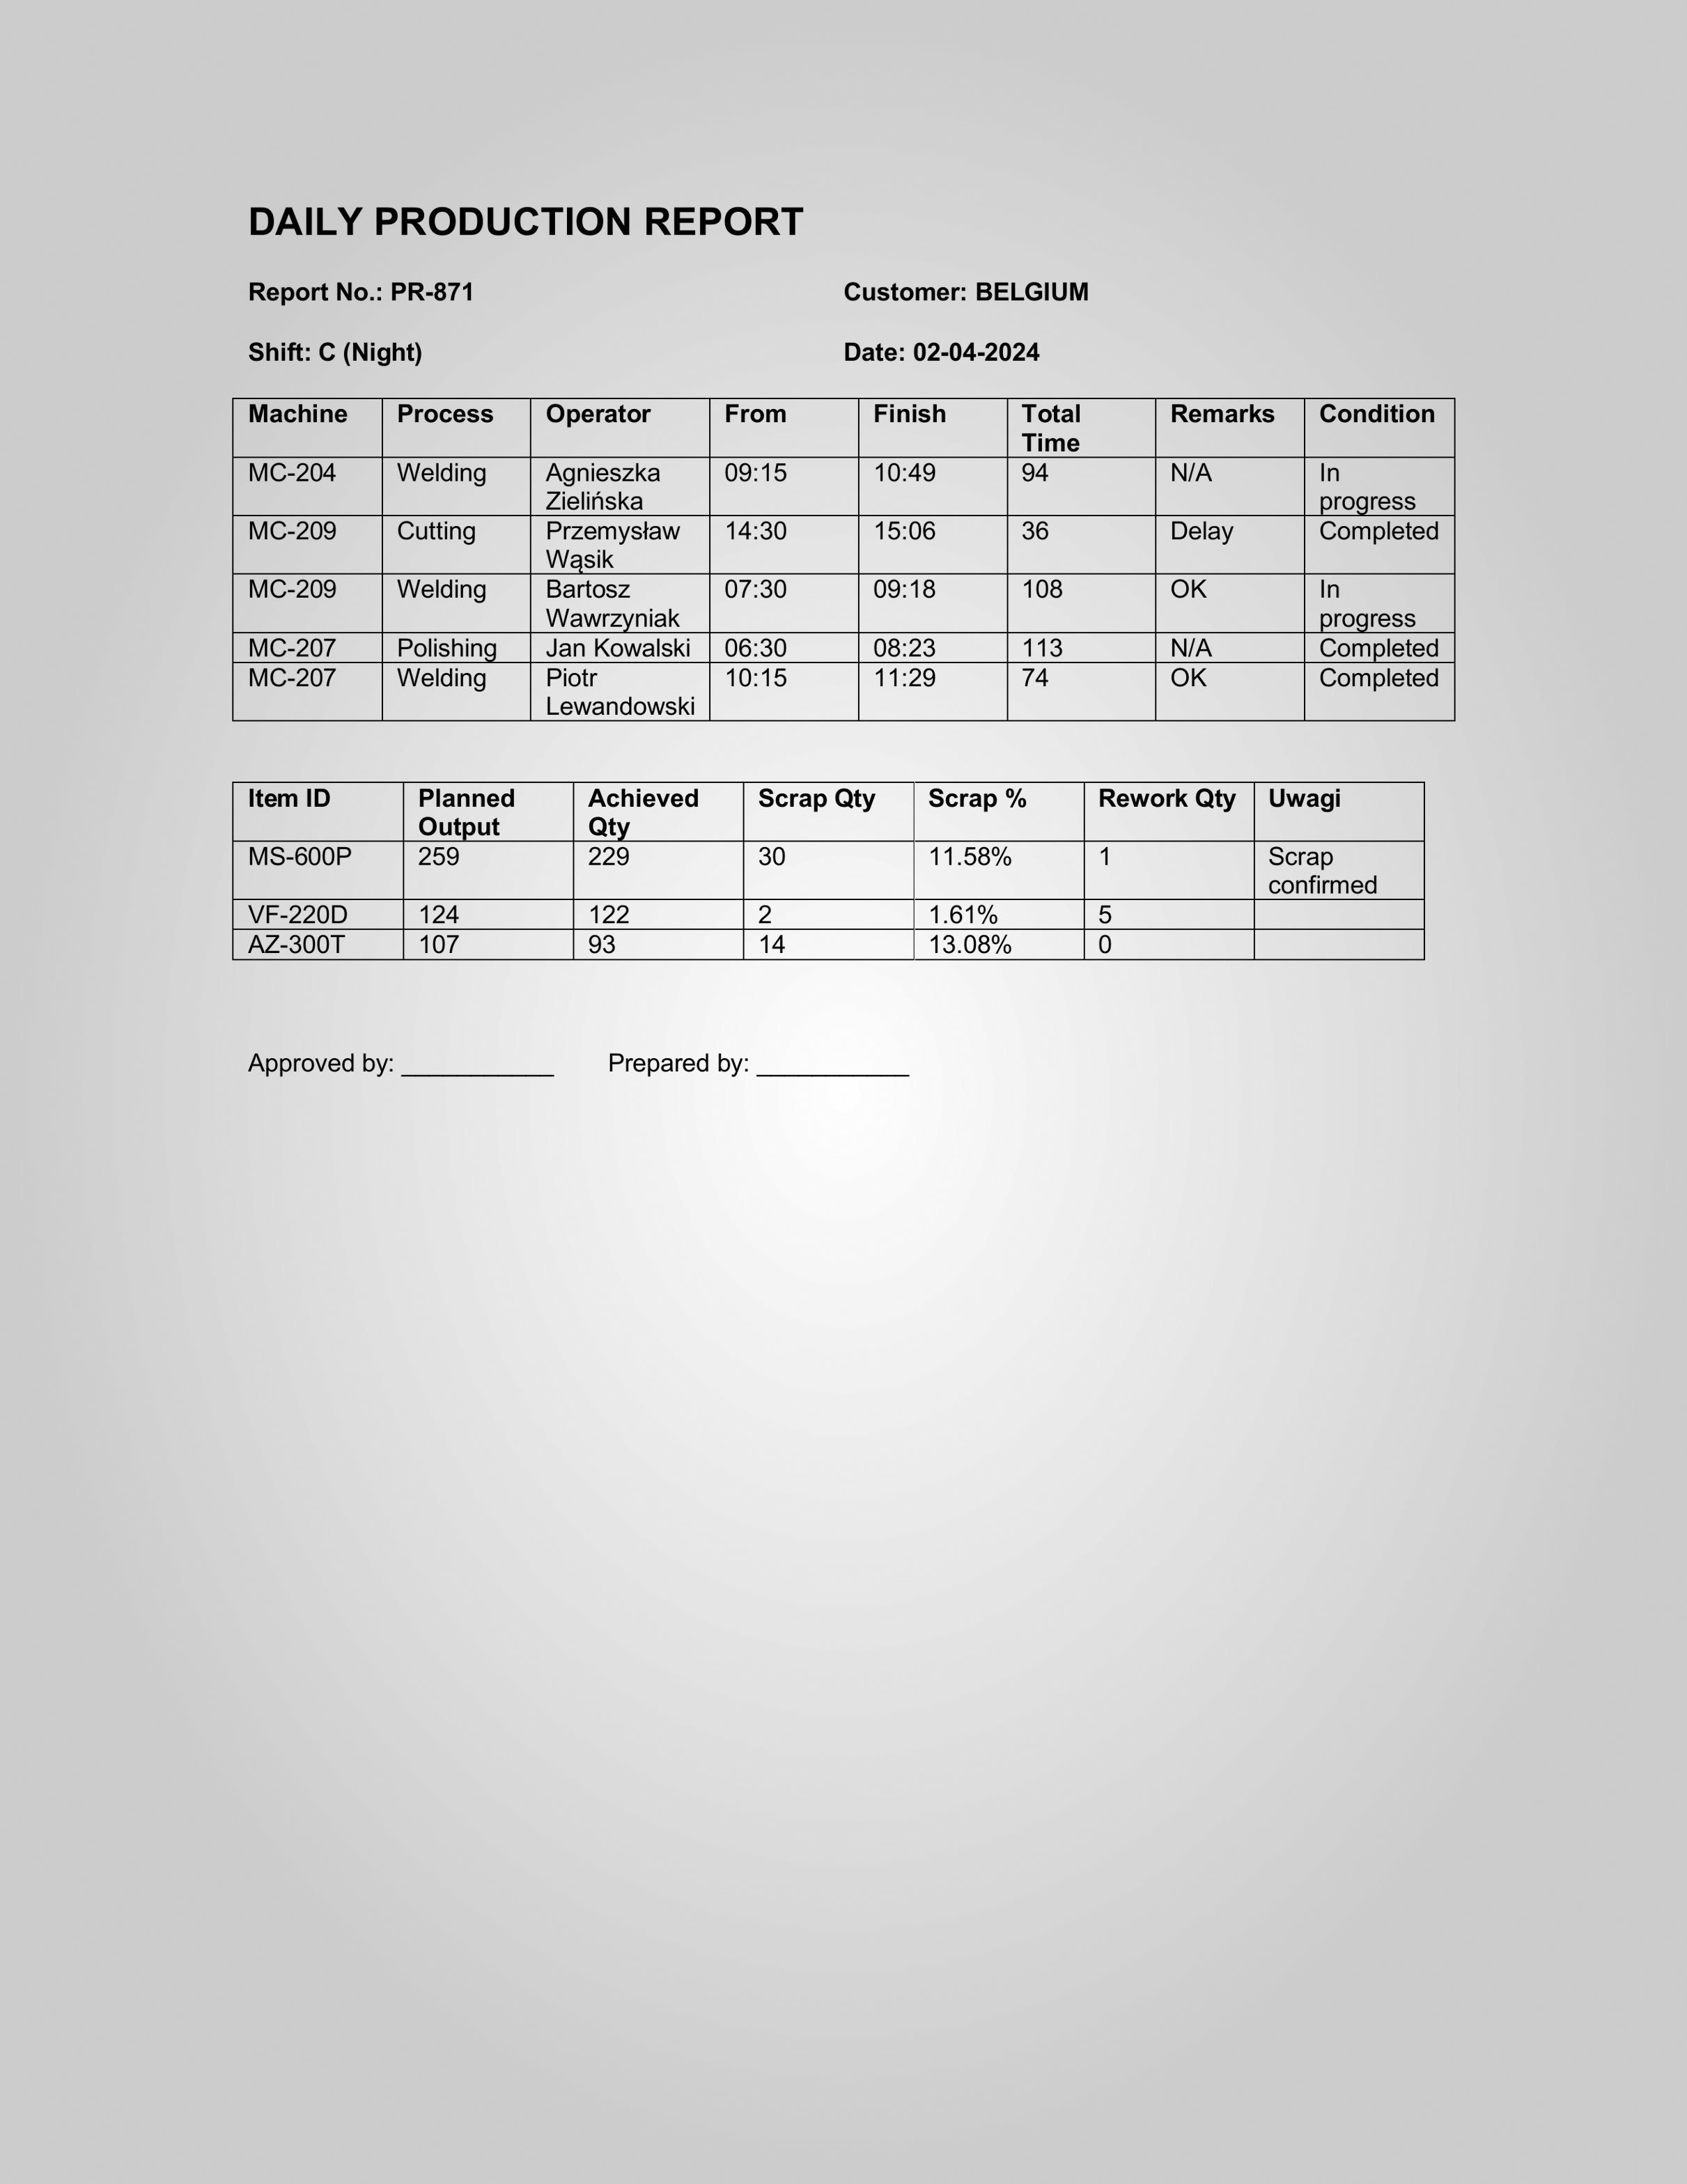 DAILY PRODUCTION REPORT
Report No.: PR-871 Customer: BELGIUM
Shift: C (Night) Date: 02-04-2024
Machine Process Operator From Finish Total Time Remarks Condition
MC-204 Welding Agnieszka Zielińska 09:15 10:49 94 N/A In progress
MC-209 Cutting Przemysław Wąsik 14:30 15:06 36 Delay Completed
MC-209 Welding Bartosz Wawrzyniak 07:30 09:18 108 OK In progress
MC-207 Polishing Jan Kowalski 06:30 08:23 113 N/A Completed
MC-207 Welding Piotr Lewandowski 10:15 11:29 74 OK Completed
Item ID Planned Output Achieved Qty Scrap Qty Scrap % Rework Qty Uwagi
MS-600P 259 229 30 11.58% 1 Scrap confirmed
VF-220D 124 122 2 1.61% 5
AZ-300T 107 93 14 13.08% 0
Approved by: ___________ Prepared by: ___________